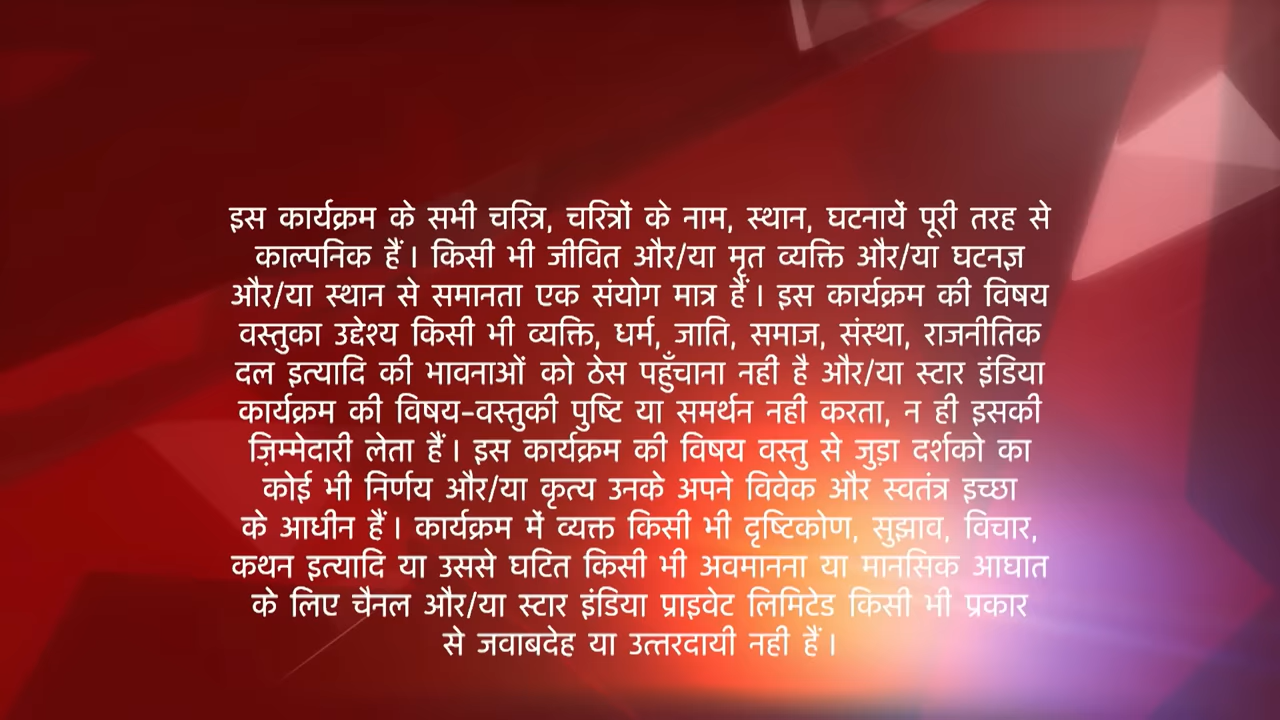 इस कार्यक्रम के सभी चरित्र, चरित्रों के नाम, स्थान, घटनायें पूरी तरह से
काल्पनिक हैं। किसी भी जीवित और/या मृत व्यक्ति और/या घटनज्ञ
और/या स्थान से समानता एक संयोग मात्र हैं। इस कार्यक्रम की विषय
वस्तुका उद्देश्य किसी भी व्यक्ति, धर्म, जाति, समाज, संस्था, राजनीतिक
दल इत्यादि की भावनाओं को ठेस पहुँचाना नही है और/या स्टार इंडिया
कार्यक्रम की विषय-वस्तुकी पुष्टि या समर्थन नही करता, न ही इसकी
ज़िम्मेदारी लेता हैं। इस कार्यक्रम की विषय वस्तु से जुड़ा दर्शको का
कोई भी निर्णय और/या कृत्य उनके अपने विवेक और स्वतंत्र इच्छा
के आधीन हैं। कार्यक्रम में व्यक्त किसी भी दृष्टिकोण, सुझाव, विचार,
कथन इत्यादि या उससे घटित किसी भी अवमानना या मानसिक आघात
के लिए चैनल और/या स्टार इंडिया प्राइवेट लिमिटेड किसी भी प्रकार
से जवाबदेह या उत्तरदायी नही हैं।